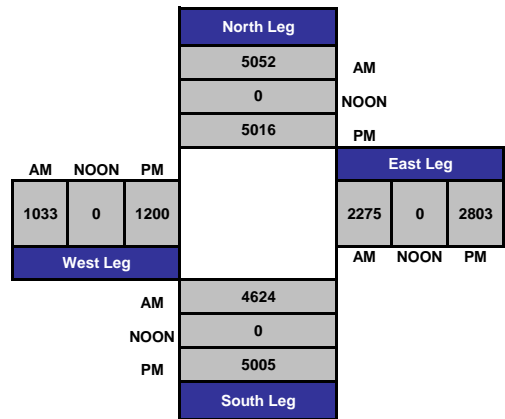 North Leg
5052 AM
0 NOON
5016 PM
AM NOON PM
East Leg
1033 0 1200
2275 0 2803
West Leg
AM NOON PM
AM 4624
NOON 0
PM 5005
South Leg